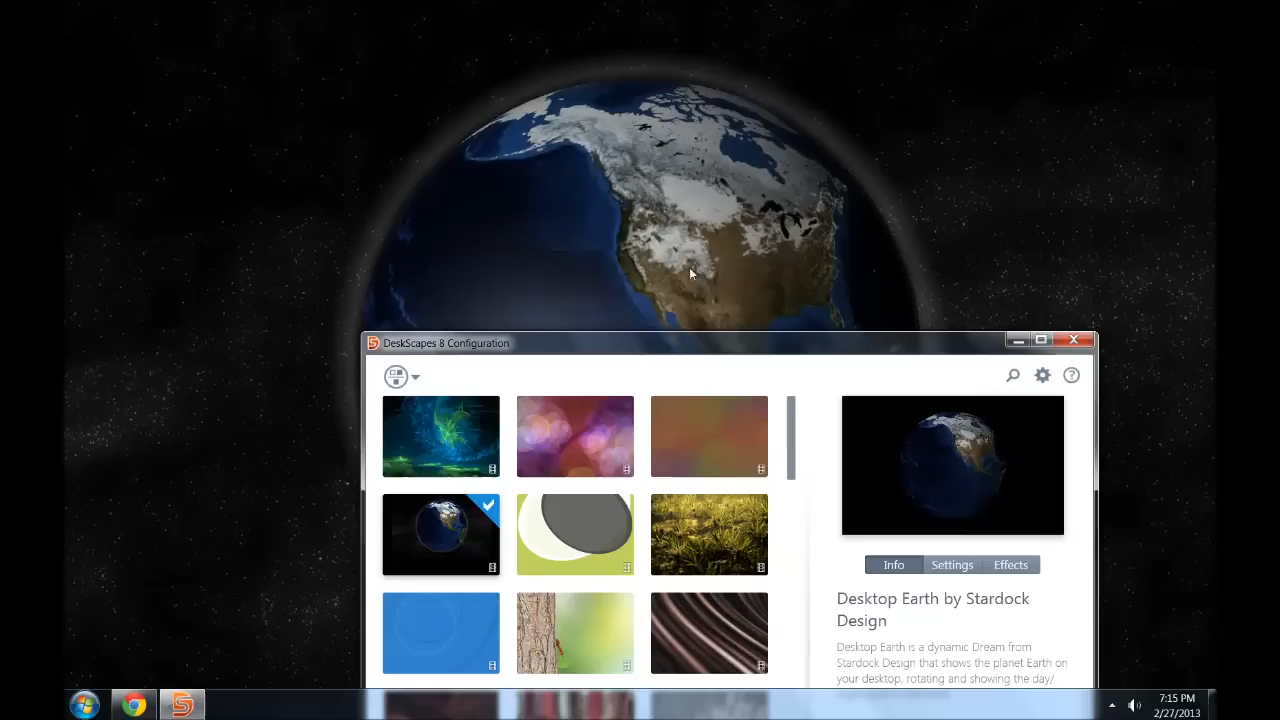 DeskScapes 8 Configuration
Info
Settings
Effects
Desktop Earth by Stardock
Design
Desktop Earth is a dynamic Dream from
Stardock Design that shows the planet Earth on
your desktop, rotating and showing the day/
7:15 PM
2/27/2013